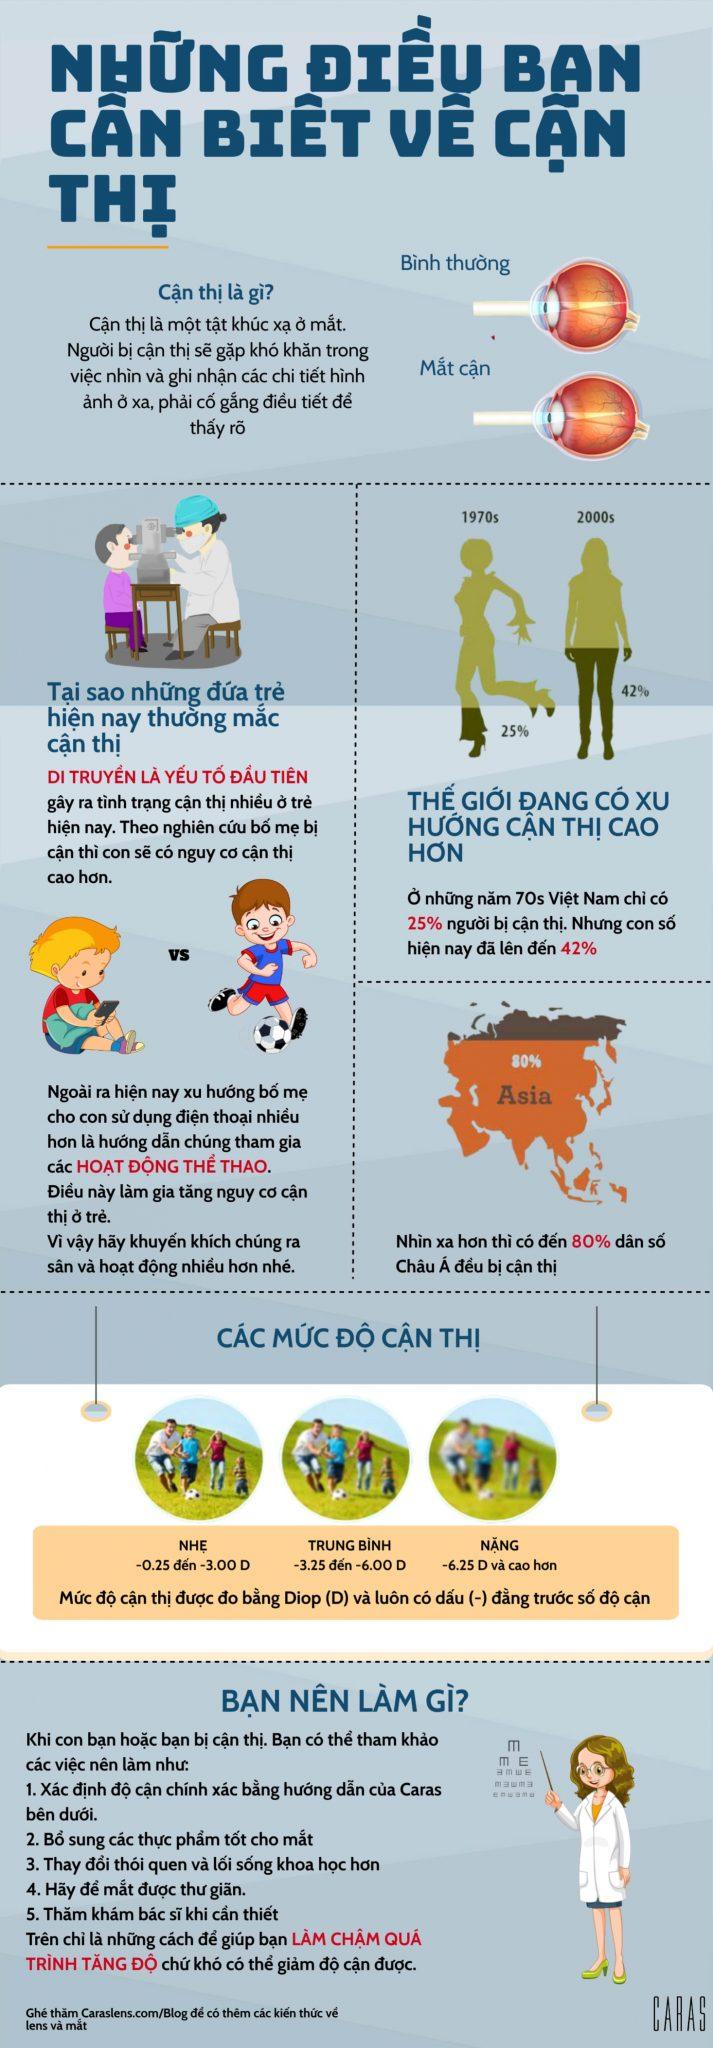 NHỮNG ĐIỀU BẠN
CẦN BIẾT VỀ CẬN
THỊ
Cận thị là gì?
Cận thị là một tật khúc xạ ở mắt.
Người bị cận thị sẽ gặp khó khăn trong
việc nhìn và ghi nhận các chi tiết hình
ảnh ở xa, phải cố gắng điều tiết để
thấy rõ
Bình thường
Mắt cận
Tại sao những đứa trẻ
hiện nay thường mắc
cận thị
DI TRUYỀN LÀ YẾU TỐ ĐẦU TIÊN
gây ra tình trạng cận thị nhiều ở trẻ
hiện nay. Theo nghiên cứu bố mẹ bị
cận thì con sẽ có nguy cơ cận thị
cao hơn.
VS
Ngoài ra hiện nay xu hướng bố mẹ
cho con sử dụng điện thoại nhiều
hơn là hướng dẫn chúng tham gia
các HOẠT ĐỘNG THỂ THAO.
Điều này làm gia tăng nguy cơ cận
thị ở trẻ.
Vì vậy hãy khuyến khích chúng ra
sân và hoạt động nhiều hơn nhé.
1970s
2000s
25%
42%
THẾ GIỚI ĐANG CÓ XU
HƯỚNG CẬN THỊ CAO
HƠN
Ở những năm 70s Việt Nam chỉ có
25% người bị cận thị. Nhưng con số
hiện nay đã lên đến 42%
80%
Asia
Nhìn xa hơn thì có đến 80% dân số
Châu Á đều bị cận thị
CÁC MỨC ĐỘ CẬN THỊ
NHẸ
-0.25 đến -3.00 D
TRUNG BÌNH
-3.25 đến -6.00 D
NẶNG
-6.25 D và cao hơn
Mức độ cận thị được đo bằng Diop (D) và luôn có dấu (-) đằng trước số độ cận
BẠN NÊN LÀM GÌ?
Khi con bạn hoặc bạn bị cận thị. Bạn có thể tham khảo
các việc nên làm như:
1. Xác định độ cận chính xác bằng hướng dẫn của Caras
bên dưới.
2. Bổ sung các thực phẩm tốt cho mắt
3. Thay đổi thói quen và lối sống khoa học hơn
4. Hãy để mắt được thư giãn.
5. Thăm khám bác sĩ khi cần thiết
Trên chỉ là những cách để giúp bạn LÀM CHẬM QUÁ
TRÌNH TĂNG ĐỘ chứ khó có thể giảm độ cận được.
Ghé thăm Caraslens.com/Blog để có thêm các kiến thức về
lens và mắt
CARAS